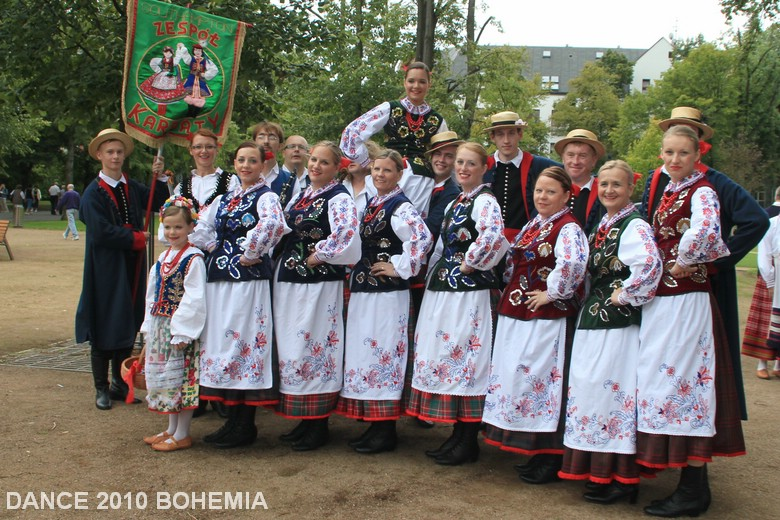 ZESPÓŁ
KARPATY
DANCE 2010 BOHEMIA